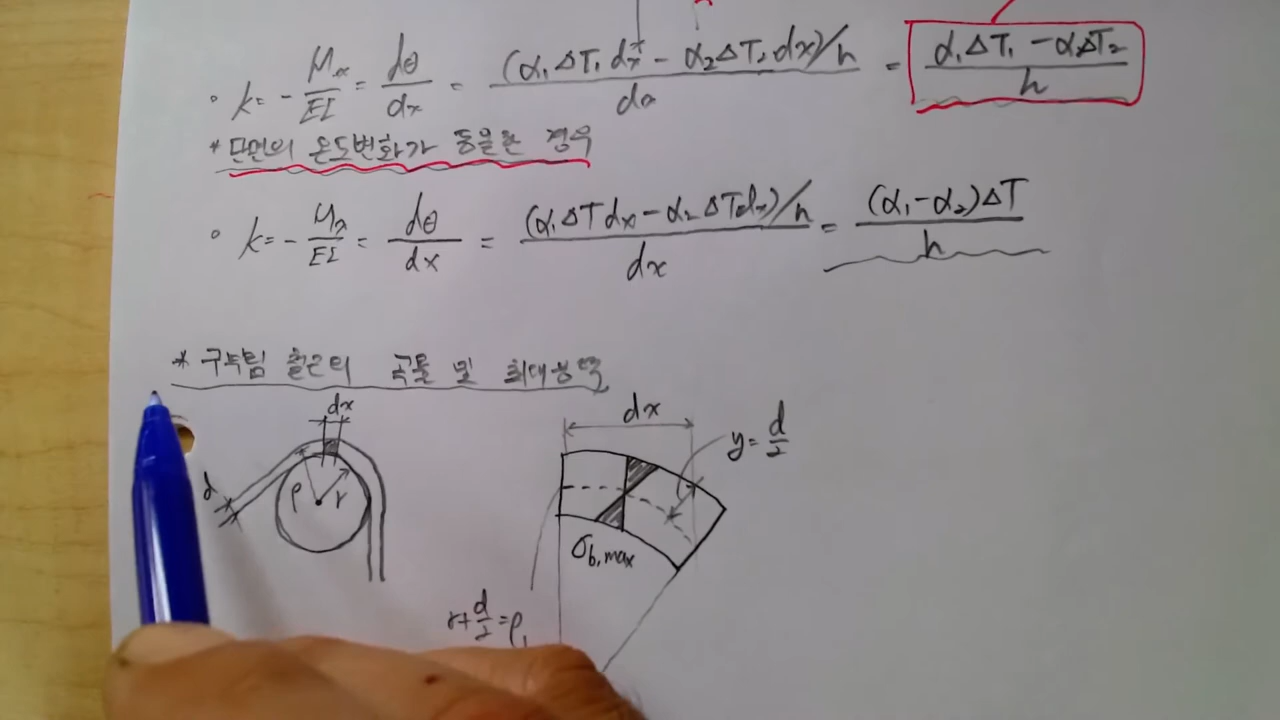 ◦ k = - Mx/EI = dθ/dx = (α₁ΔT₁dx - α₂ΔT₂dx)/h / dx = α₁ΔT₁ - α₂ΔT₂ / h
* 단면의 온도변화가 동일한 경우
◦ k = - Mx/EI = dθ/dx = (α₁ΔTdx - α₂ΔTdx)/h / dx = (α₁-α₂)ΔT / h
* 구부림 철근의 곡률 및 최대응력
dx
d
ρ
r
dx
y = d/2
σb,max
r + d/2 = ρ